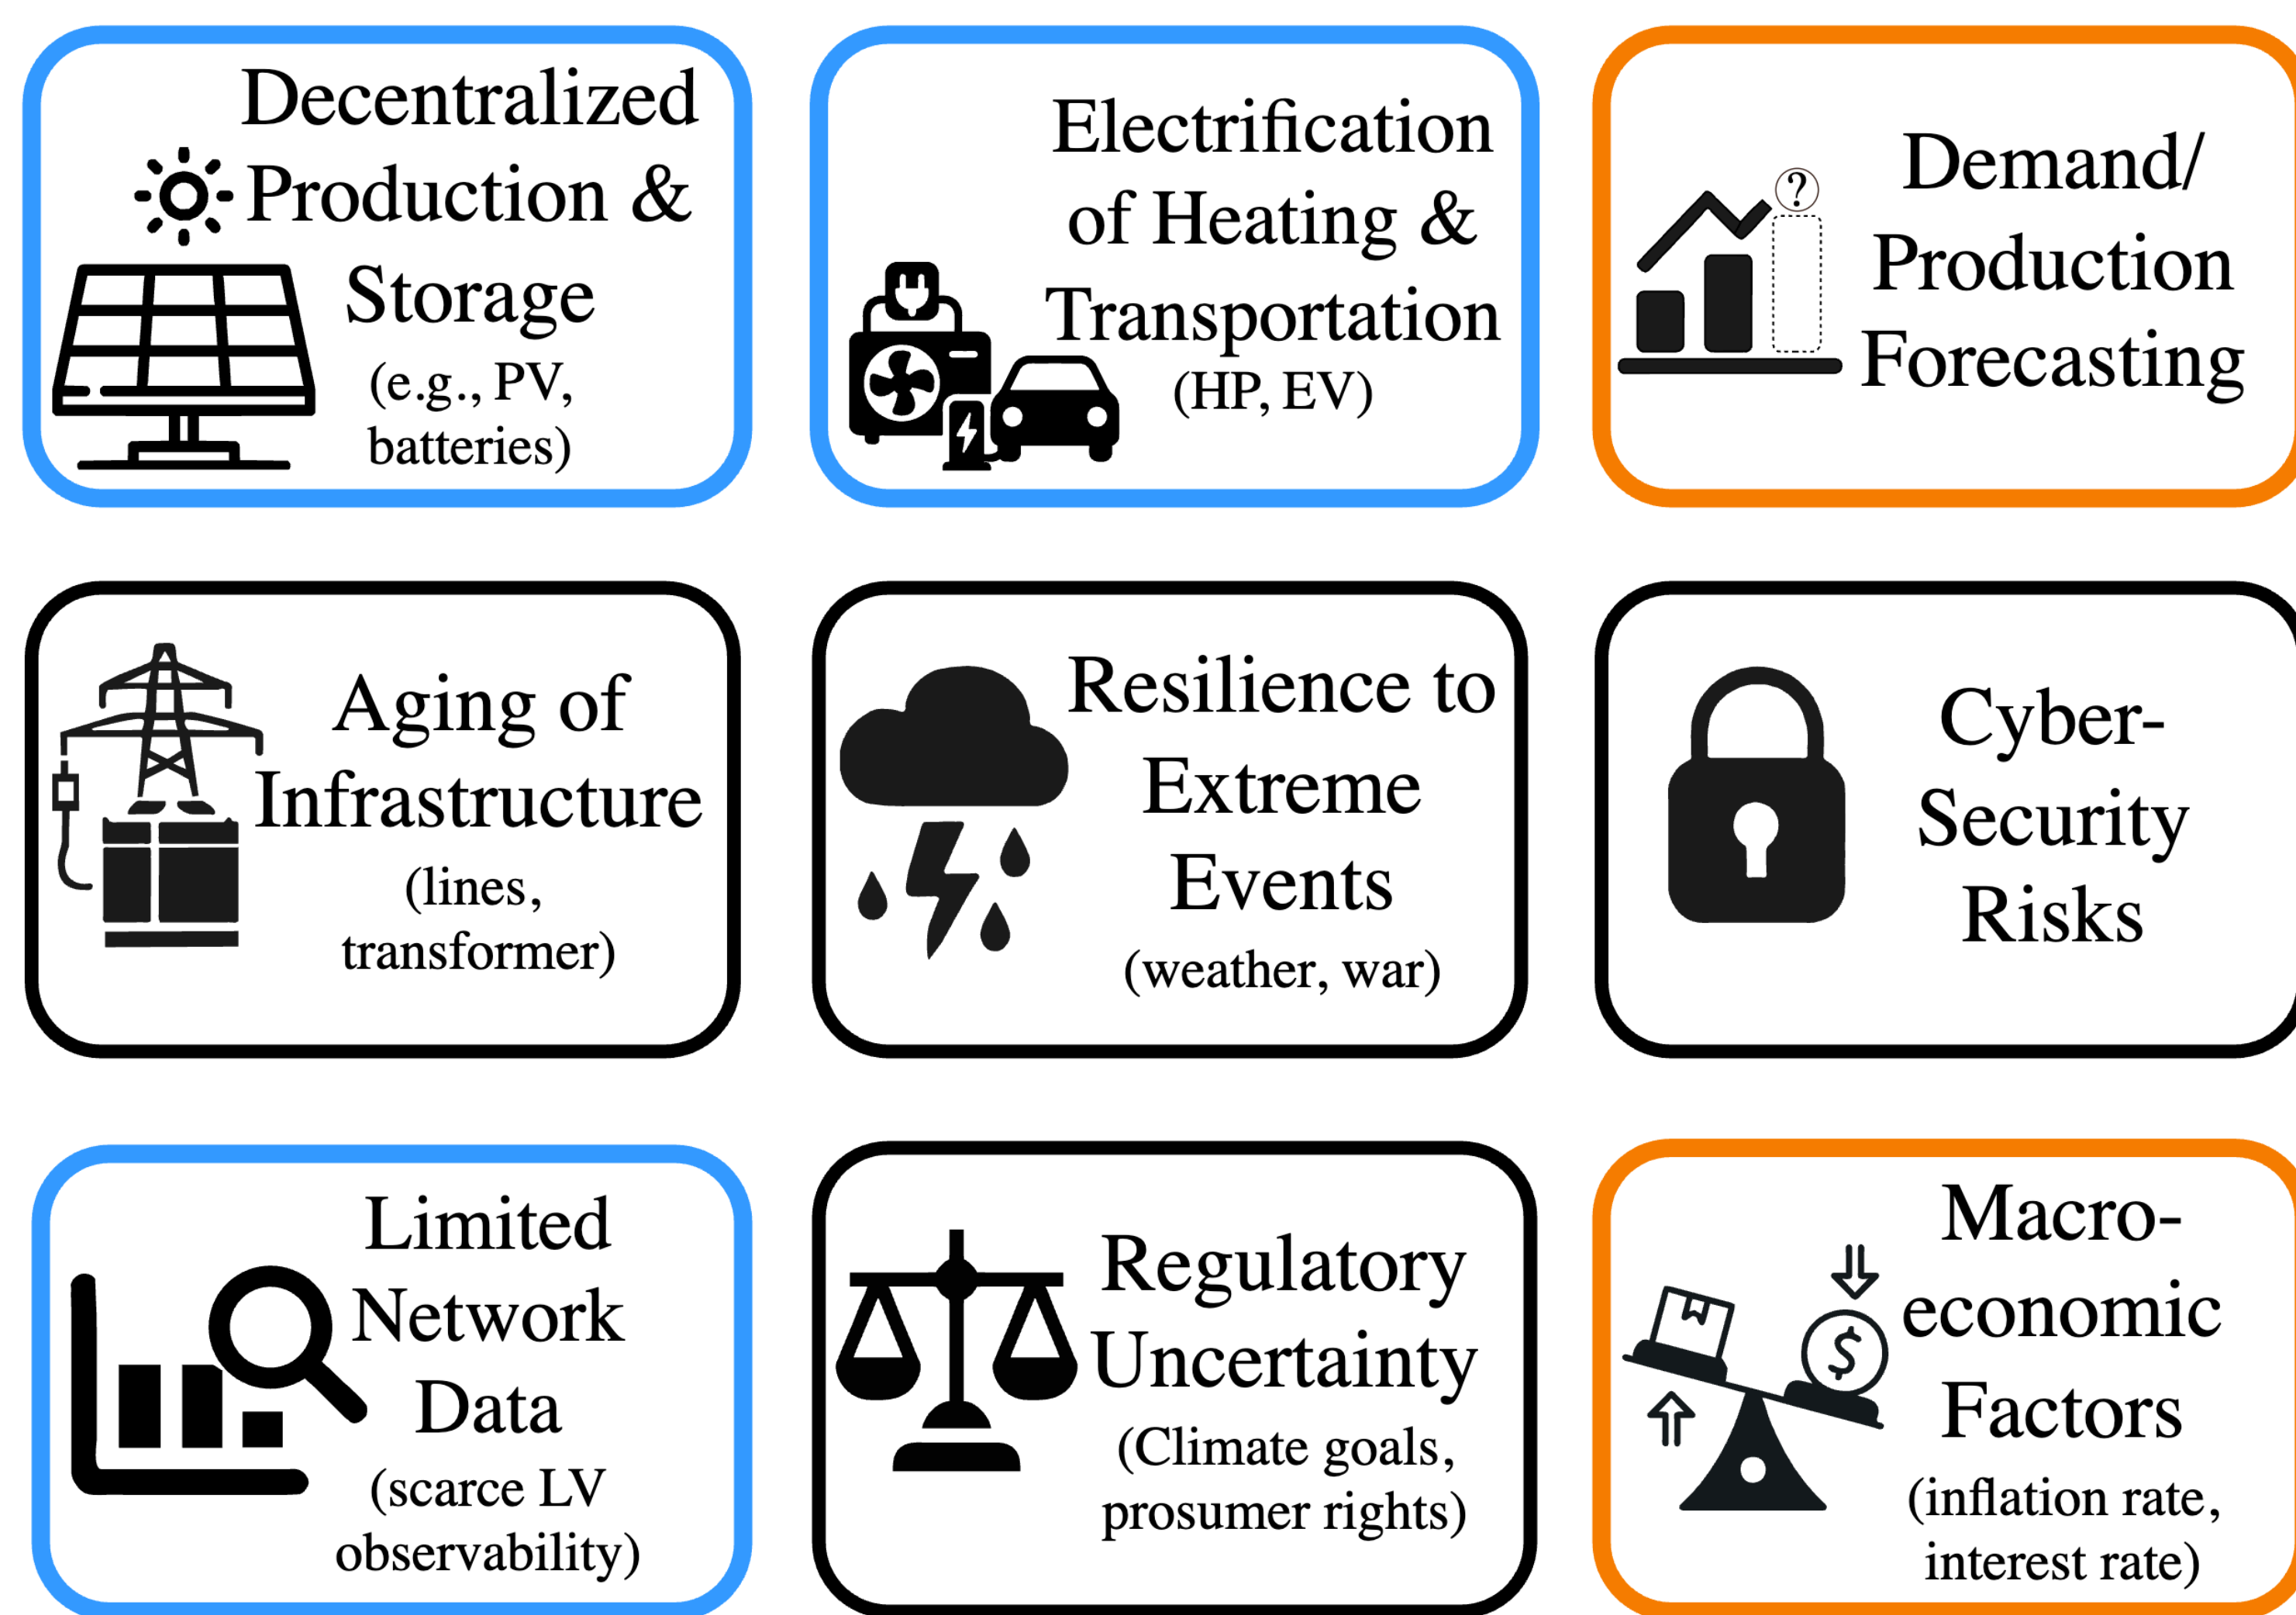 Decentralized
Production &
Storage
(e.g., PV,
batteries)
Electrification
of Heating &
Transportation
(HP, EV)
?
Demand/
Production
Forecasting
Aging of
Infrastructure
(lines,
transformer)
Resilience to
Extreme
Events
(weather, war)
Cyber-
Security
Risks
Limited
Network
Data
(scarce LV
observability)
Regulatory
Uncertainty
(Climate goals,
prosumer rights)
$
Macro-
economic
Factors
(inflation rate,
interest rate)